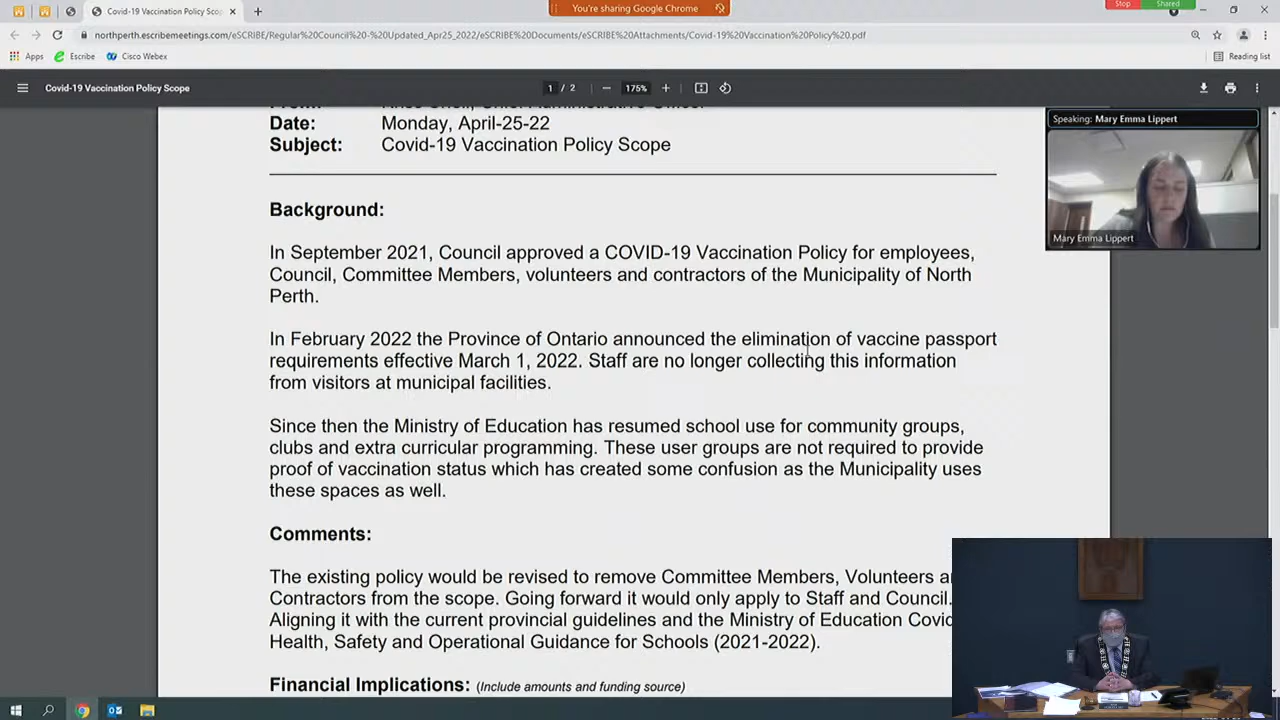 Covid-19 Vaccination Policy Scop
You're sharing Google Chrome
Stop
Shared
northperth.escribemeetings.com/eSCRIBE/Regular%20Council%20-%20Updated_Apr25_2022/eSCRIBE%20Documents/eSCRIBE%20Attachments/Covid-19%20Vaccination%20Policy%20.pdf
Apps
Escribe
Cisco Webex
Reading list
Covid-19 Vaccination Policy Scope
1 / 2
175%
Date: Monday, April-25-22
Subject: Covid-19 Vaccination Policy Scope
Speaking: Mary Emma Lippert
Mary Emma Lippert
Background:
In September 2021, Council approved a COVID-19 Vaccination Policy for employees,
Council, Committee Members, volunteers and contractors of the Municipality of North
Perth.
In February 2022 the Province of Ontario announced the elimination of vaccine passport
requirements effective March 1, 2022. Staff are no longer collecting this information
from visitors at municipal facilities.
Since then the Ministry of Education has resumed school use for community groups,
clubs and extra curricular programming. These user groups are not required to provide
proof of vaccination status which has created some confusion as the Municipality uses
these spaces as well.
Comments:
The existing policy would be revised to remove Committee Members, Volunteers a
Contractors from the scope. Going forward it would only apply to Staff and Council.
Aligning it with the current provincial guidelines and the Ministry of Education Covid
Health, Safety and Operational Guidance for Schools (2021-2022).
Financial Implications: (Include amounts and funding source)